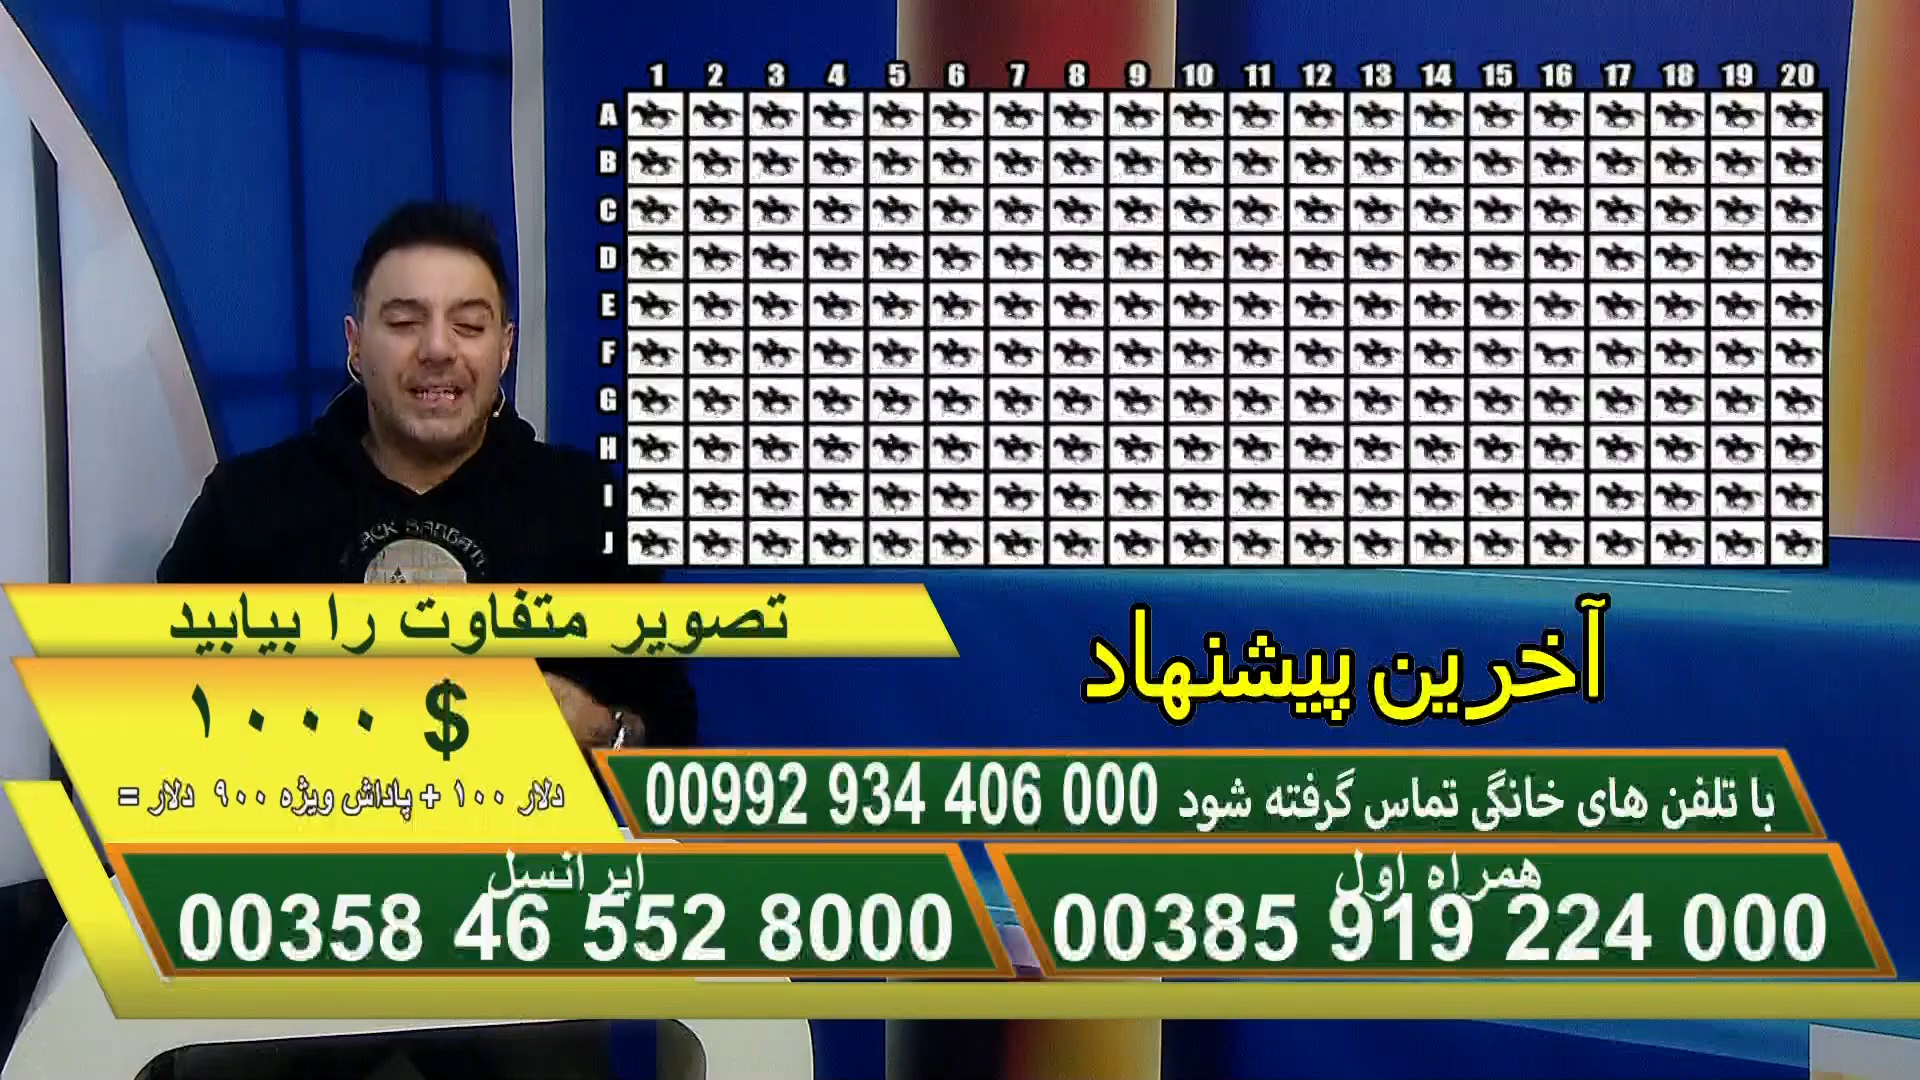 1 2 3 4 5 6 7 8 9 10 11 12 13 14 15 16 17 18 19 20
A
B
C
D
E
F
G
H
I
J
ACK SABBATH
تصویر متفاوت را بیابید
آخرین پیشنهاد
۱۰۰۰ $
دلار ۱۰۰ + پاداش ویژه ۹۰۰ دلار =
با تلفن های خانگی تماس گرفته شود 00992 934 406 000
ایرانسل
00358 46 552 8000
همراه اول
00385 919 224 000